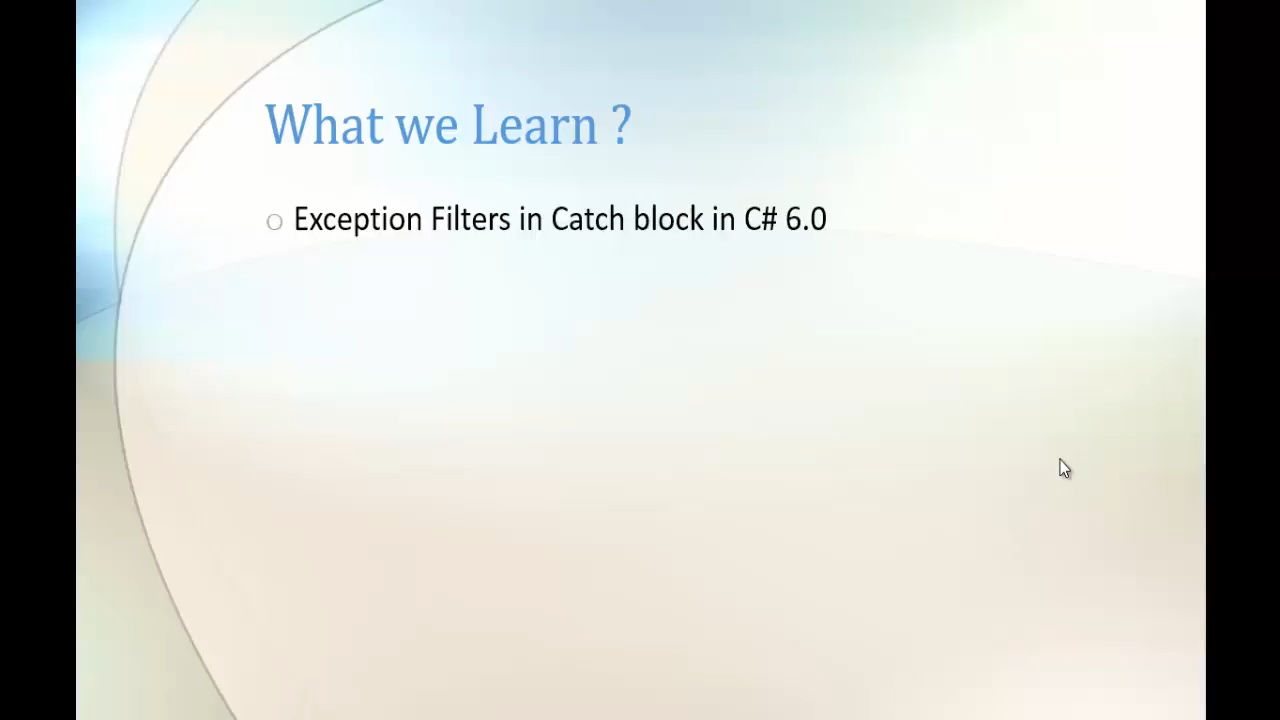 What we Learn ?
o Exception Filters in Catch block in C# 6.0